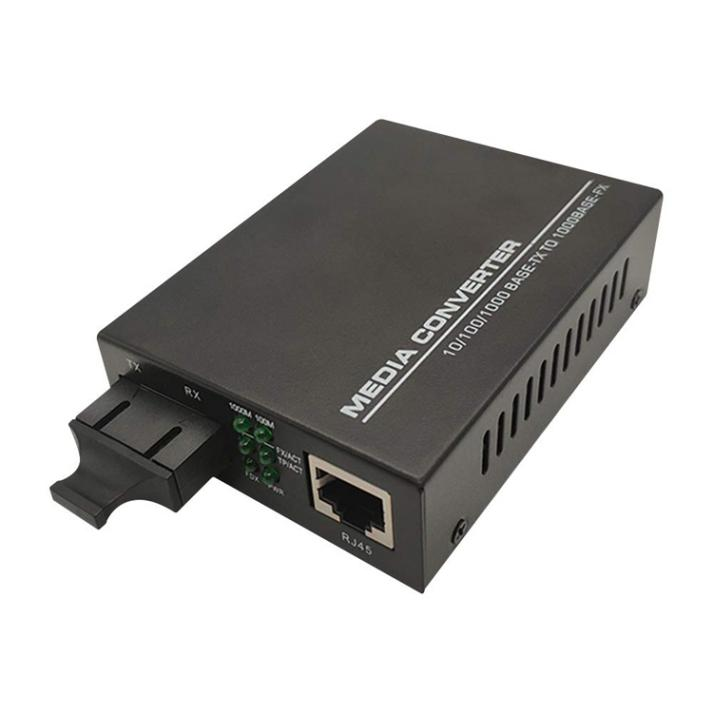 MEDIA CONVERTER
10/100/1000 BASE-TX TO 1000BASE-FX
TX
RX
1000M 100M
FX/ACT
TP/ACT
FDX PWR
RJ45